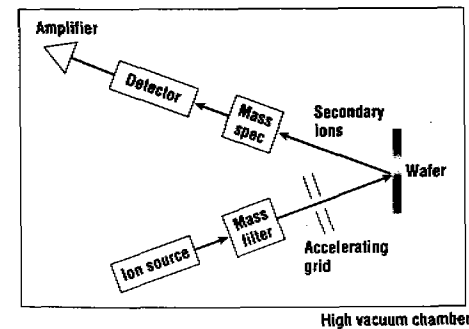 Amplifier
Detector
Mass
spec
Secondary
ions
Wafer
Mass
filter
Ion source
Accelerating
grid
High vacuum chamber